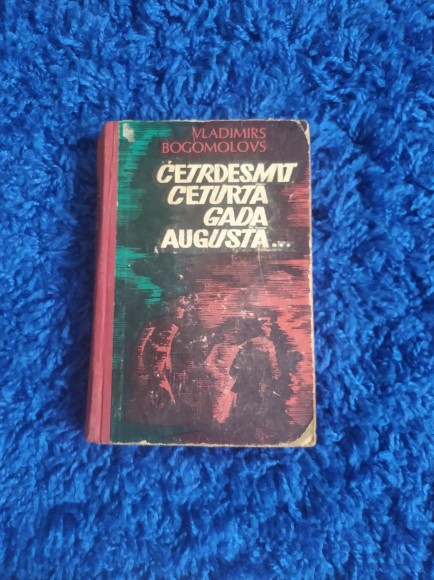 VLADIMIRS
BOGOMOLOVS
ČETRDESMIT
CETURTĀ
GADA
AUGUSTĀ...